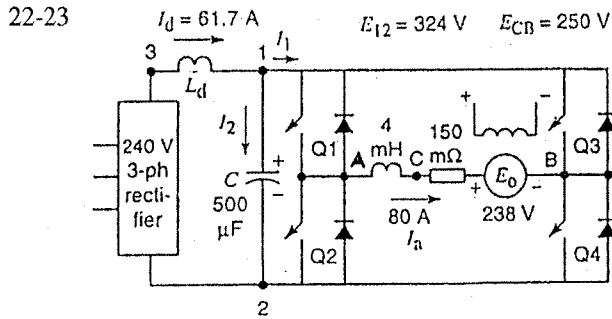 22-23
I_d = 61.7 A
E_12 = 324 V
E_CB = 250 V
3
1
I_1
L_d
I_2
240 V
3-ph
recti-
fier
C
500
µF
+
−
Q1
Q2
A
4
mH
C
150
mΩ
80 A
I_a
+
−
E_o
+
−
238 V
B
Q3
Q4
2